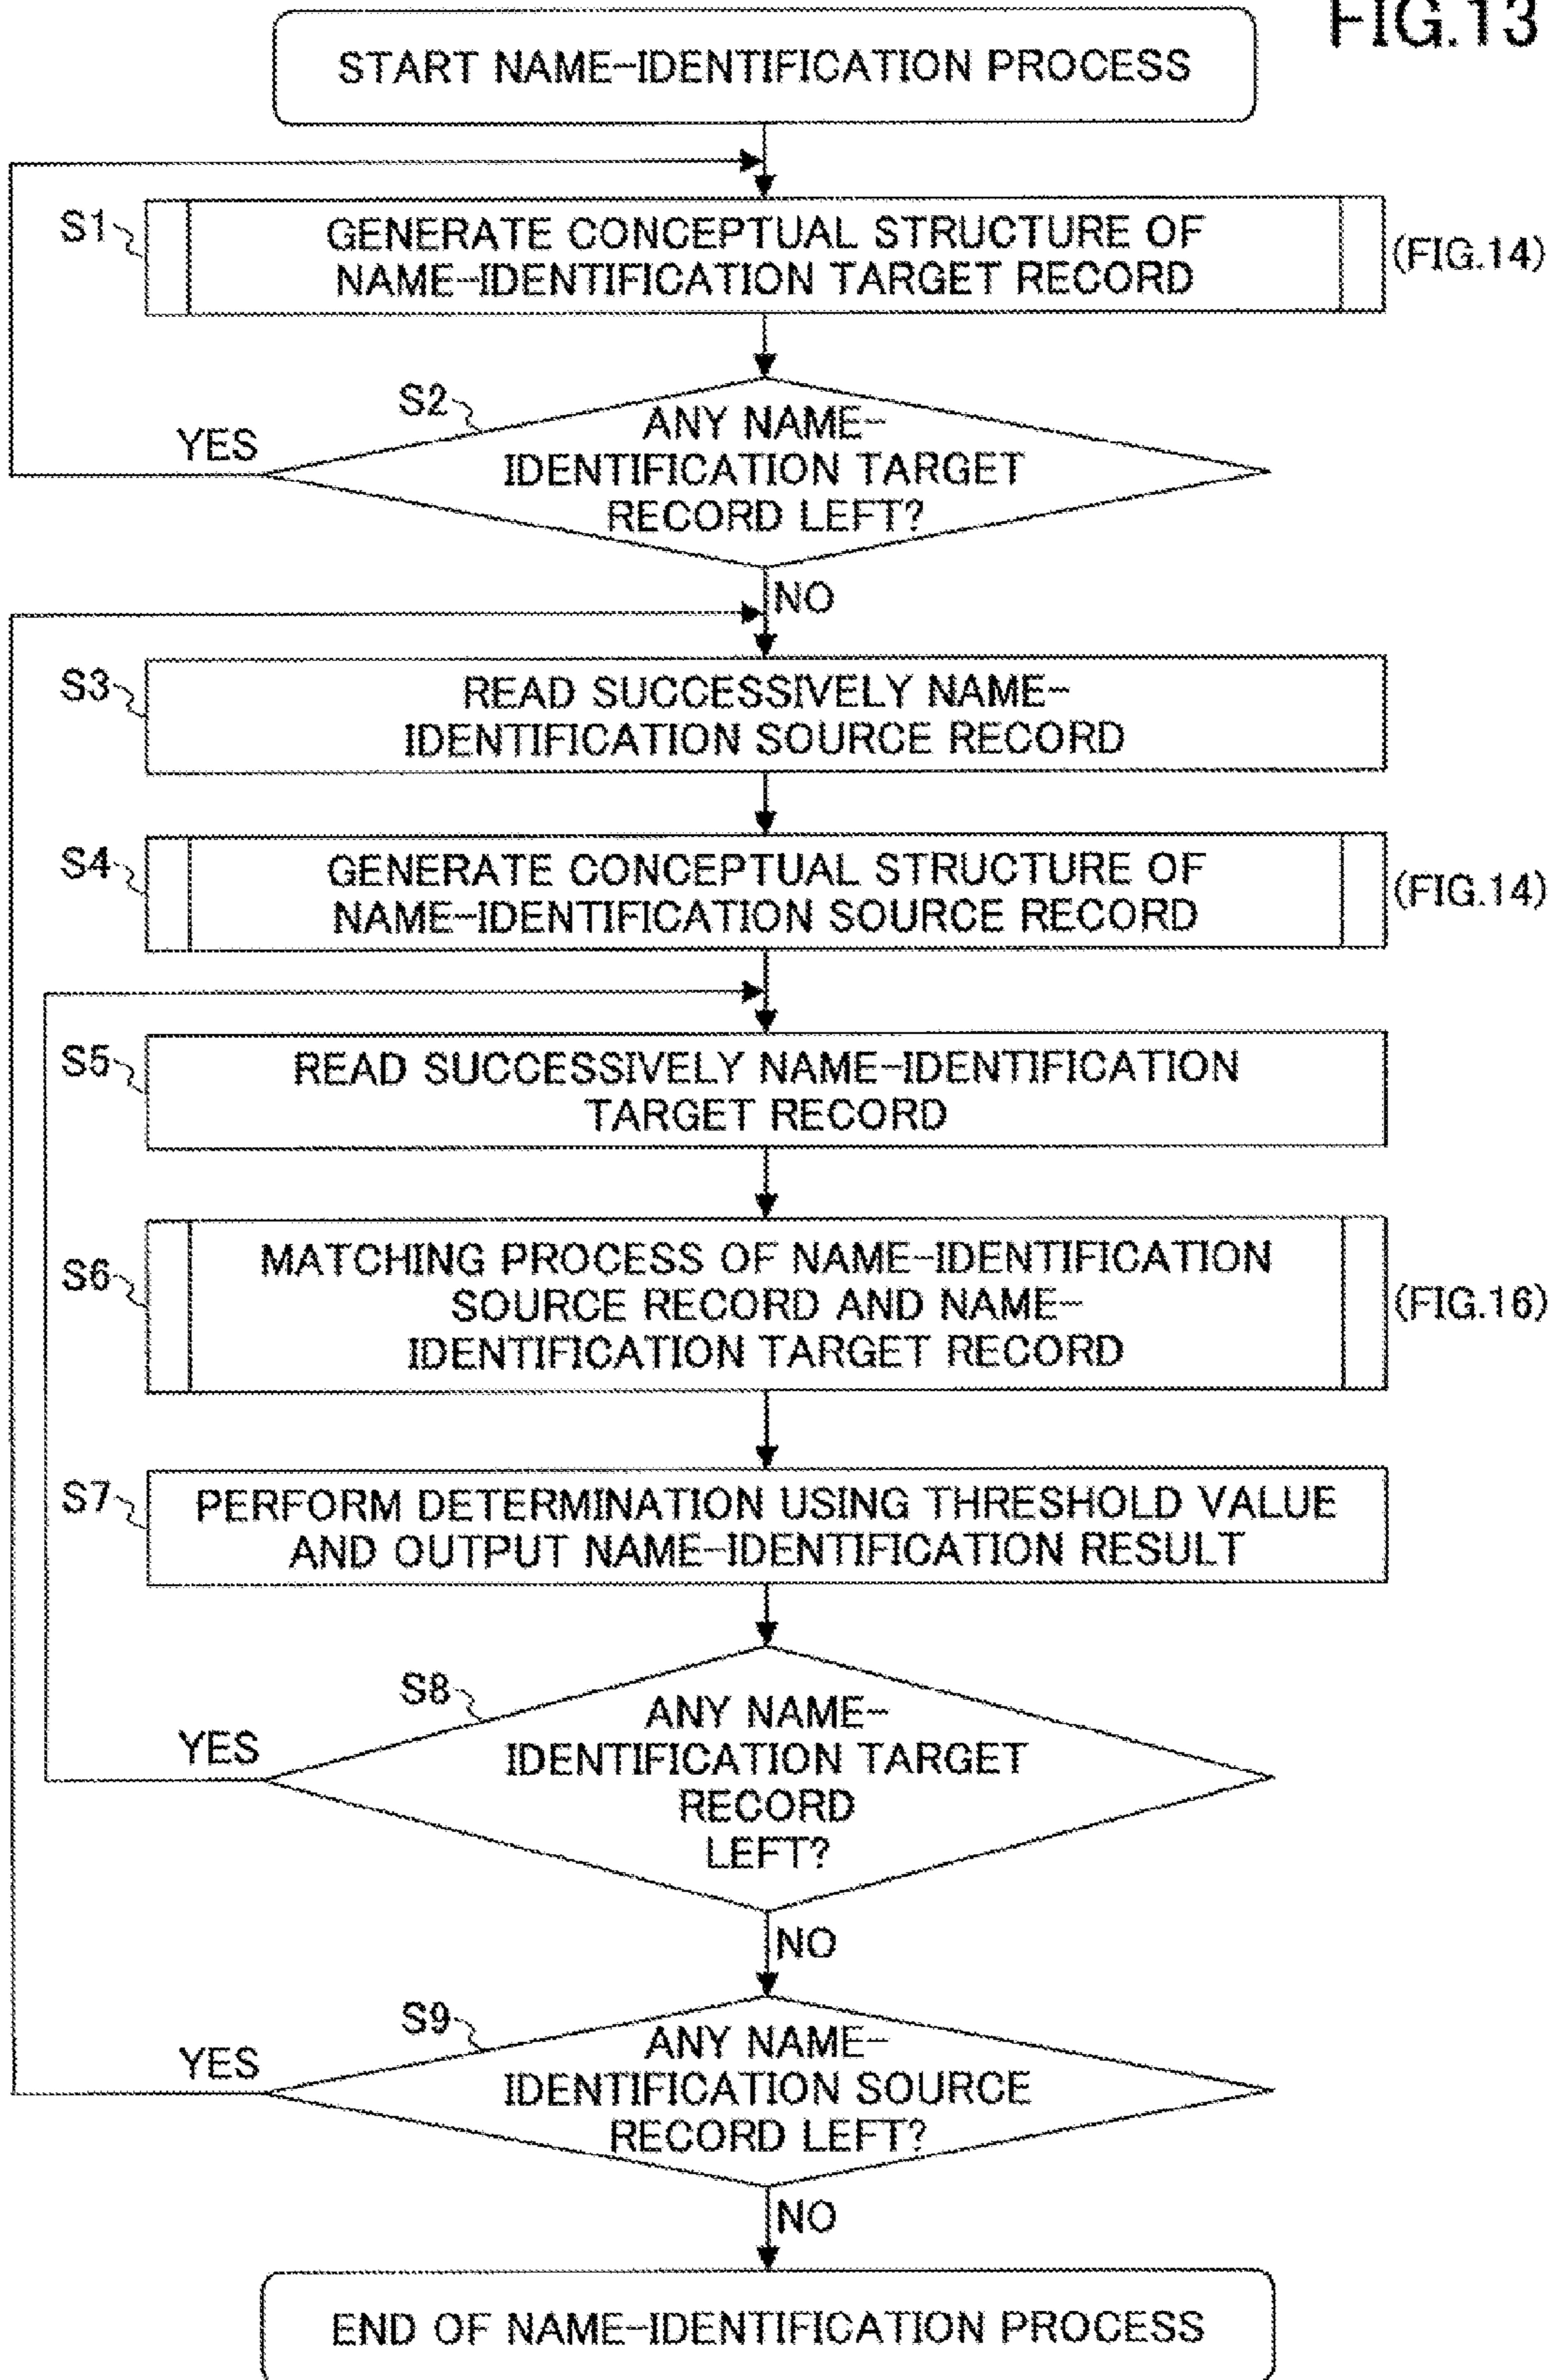 FIG.13
START NAME-IDENTIFICATION PROCESS
S1
GENERATE CONCEPTUAL STRUCTURE OF
NAME-IDENTIFICATION TARGET RECORD
(FIG.14)
S2
ANY NAME-
IDENTIFICATION TARGET
RECORD LEFT?
YES
NO
S3
READ SUCCESSIVELY NAME-
IDENTIFICATION SOURCE RECORD
S4
GENERATE CONCEPTUAL STRUCTURE OF
NAME-IDENTIFICATION SOURCE RECORD
(FIG.14)
S5
READ SUCCESSIVELY NAME-IDENTIFICATION
TARGET RECORD
S6
MATCHING PROCESS OF NAME-IDENTIFICATION
SOURCE RECORD AND NAME-
IDENTIFICATION TARGET RECORD
(FIG.16)
S7
PERFORM DETERMINATION USING THRESHOLD VALUE
AND OUTPUT NAME-IDENTIFICATION RESULT
S8
ANY NAME-
IDENTIFICATION TARGET
RECORD
LEFT?
YES
NO
S9
ANY NAME-
IDENTIFICATION SOURCE
RECORD LEFT?
YES
NO
END OF NAME-IDENTIFICATION PROCESS